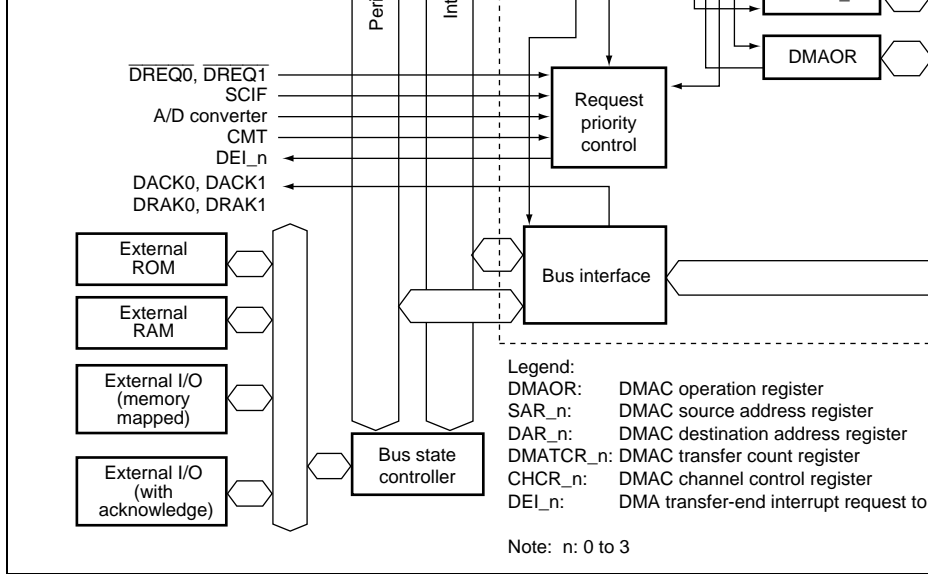 DMAOR
DREQ0, DREQ1
SCIF
A/D converter
CMT
DEI_n
DACK0, DACK1
DRAK0, DRAK1
Request
priority
control
External
ROM
External
RAM
External I/O
(memory
mapped)
External I/O
(with
acknowledge)
Bus interface
Bus state
controller
Legend:
DMAOR: DMAC operation register
SAR_n: DMAC source address register
DAR_n: DMAC destination address register
DMATCR_n: DMAC transfer count register
CHCR_n: DMAC channel control register
DEI_n: DMA transfer-end interrupt request to
Note: n: 0 to 3